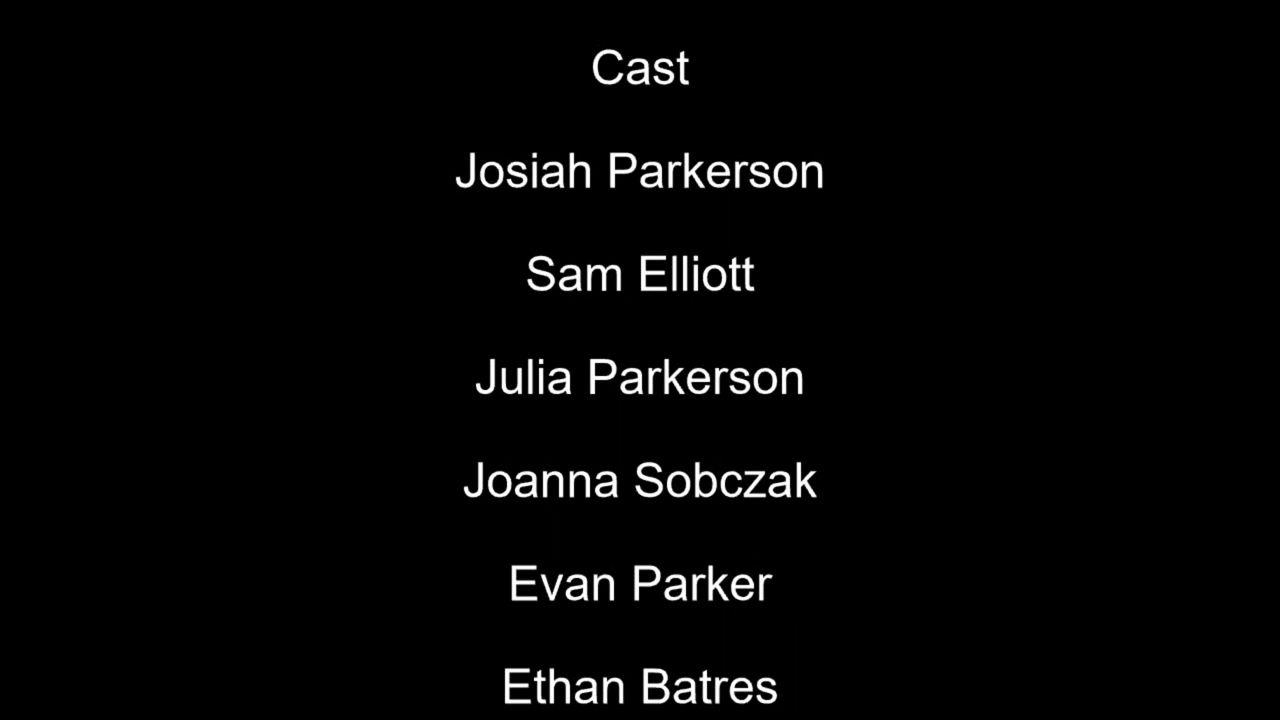 Cast
Josiah Parkerson
Sam Elliott
Julia Parkerson
Joanna Sobczak
Evan Parker
Ethan Batres